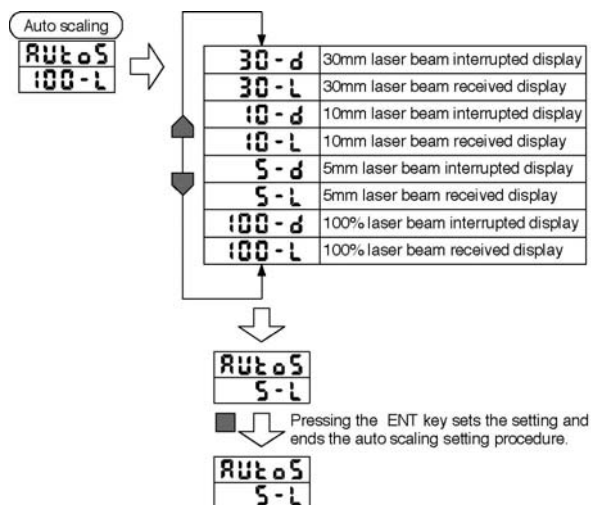 Auto scaling
AUtoS
100-L
30-d 30mm laser beam interrupted display
30-L 30mm laser beam received display
10-d 10mm laser beam interrupted display
10-L 10mm laser beam received display
5-d 5mm laser beam interrupted display
5-L 5mm laser beam received display
100-d 100% laser beam interrupted display
100-L 100% laser beam received display
AUtoS
5-L
Pressing the ENT key sets the setting and
ends the auto scaling setting procedure.
AUtoS
5-L